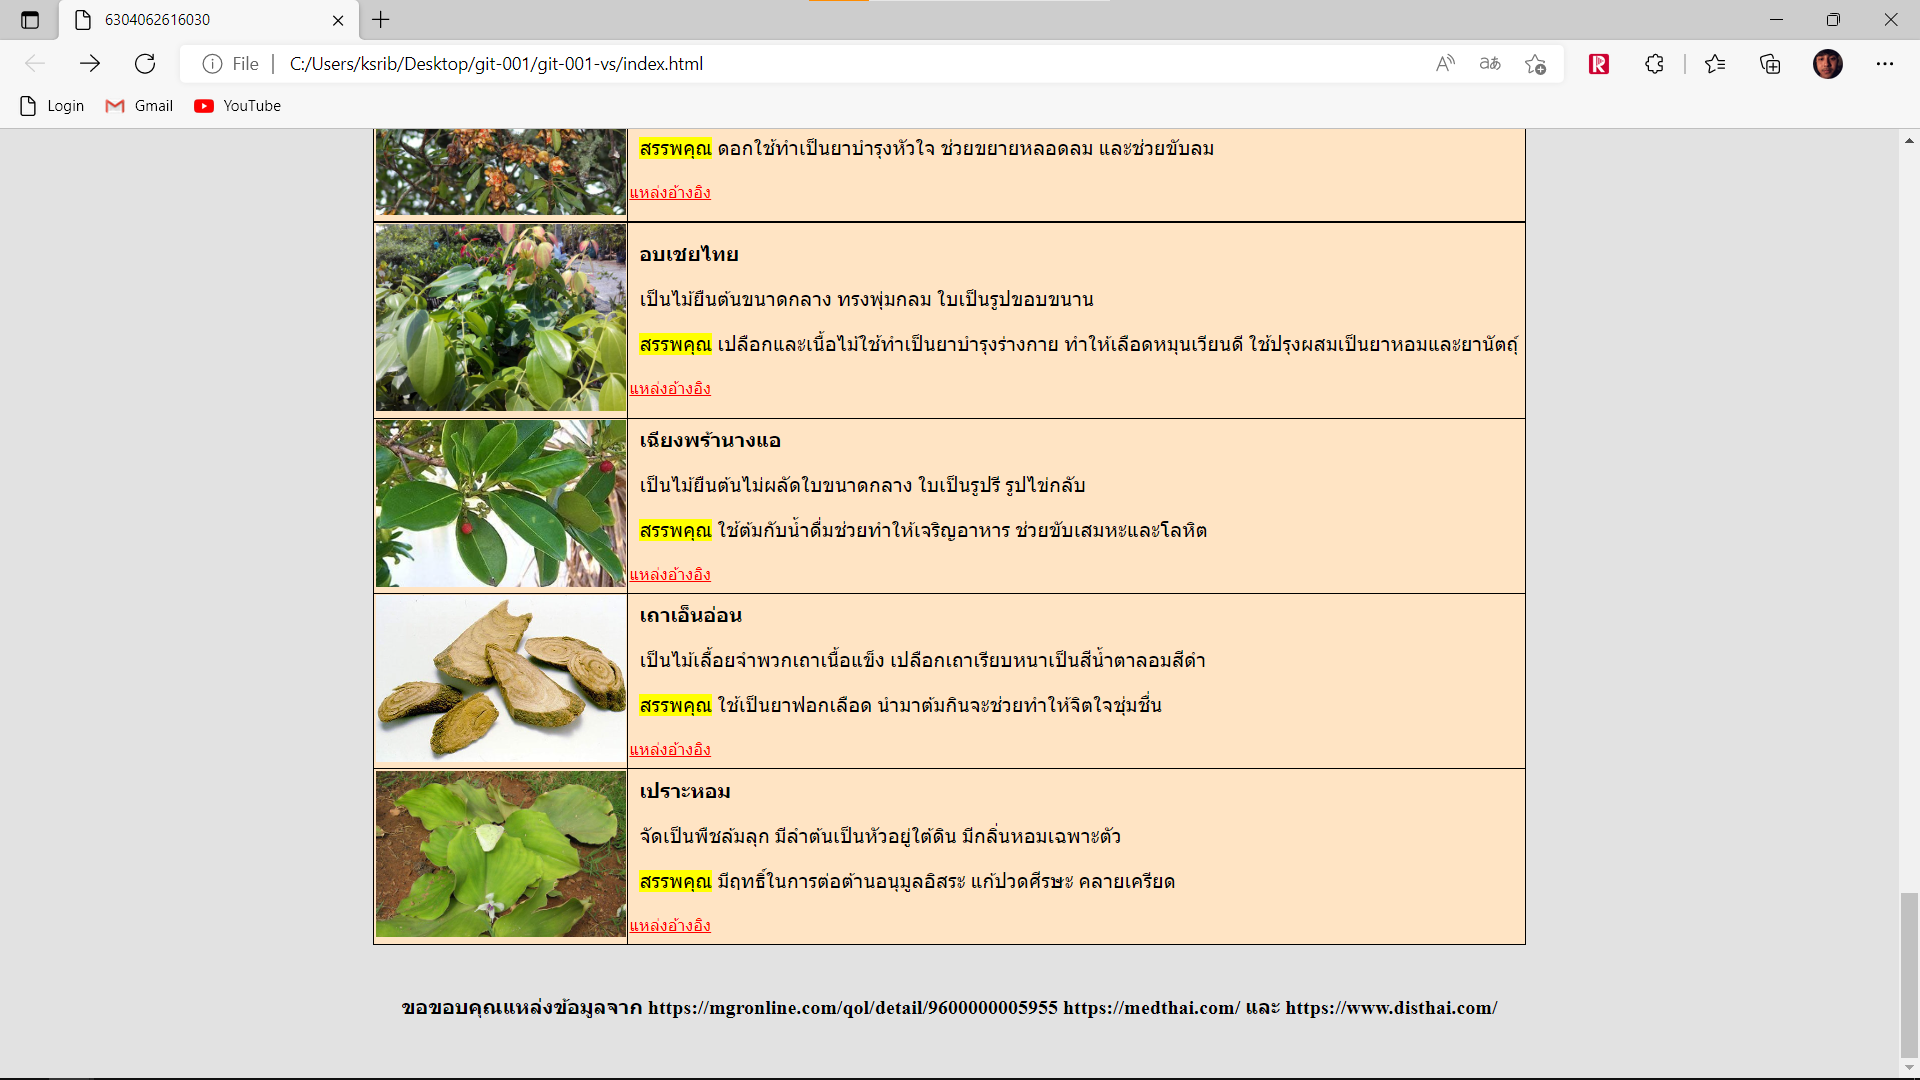 6304062616030
File
C:/Users/ksrib/Desktop/git-001/git-001-vs/index.html
Login
Gmail
YouTube
สรรพคุณ ดอกใช้ทำเป็นยาบำรุงหัวใจ ช่วยขยายหลอดลม และช่วยขับลม
แหล่งอ้างอิง
อบเชยไทย
เป็นไม้ยืนต้นขนาดกลาง ทรงพุ่มกลม ใบเป็นรูปขอบขนาน
สรรพคุณ เปลือกและเนื้อไม้ใช้ทำเป็นยาบำรุงร่างกาย ทำให้เลือดหมุนเวียนดี ใช้ปรุงผสมเป็นยาหอมและยานัตถุ์
แหล่งอ้างอิง
เฉียงพร้านางแอ
เป็นไม้ยืนต้นไม่ผลัดใบขนาดกลาง ใบเป็นรูปรี รูปไข่กลับ
สรรพคุณ ใช้ต้มกับน้ำดื่มช่วยทำให้เจริญอาหาร ช่วยขับเสมหะและโลหิต
แหล่งอ้างอิง
เถาเอ็นอ่อน
เป็นไม้เลื้อยจำพวกเถาเนื้อแข็ง เปลือกเถาเรียบหนาเป็นสีน้ำตาลอมสีดำ
สรรพคุณ ใช้เป็นยาฟอกเลือด นำมาต้มกินจะช่วยทำให้จิตใจชุ่มชื่น
แหล่งอ้างอิง
เปราะหอม
จัดเป็นพืชล้มลุก มีลำต้นเป็นหัวอยู่ใต้ดิน มีกลิ่นหอมเฉพาะตัว
สรรพคุณ มีฤทธิ์ในการต่อต้านอนุมูลอิสระ แก้ปวดศีรษะ คลายเครียด
แหล่งอ้างอิง
ขอขอบคุณแหล่งข้อมูลจาก https://mgronline.com/qol/detail/9600000005955 https://medthai.com/ และ https://www.disthai.com/